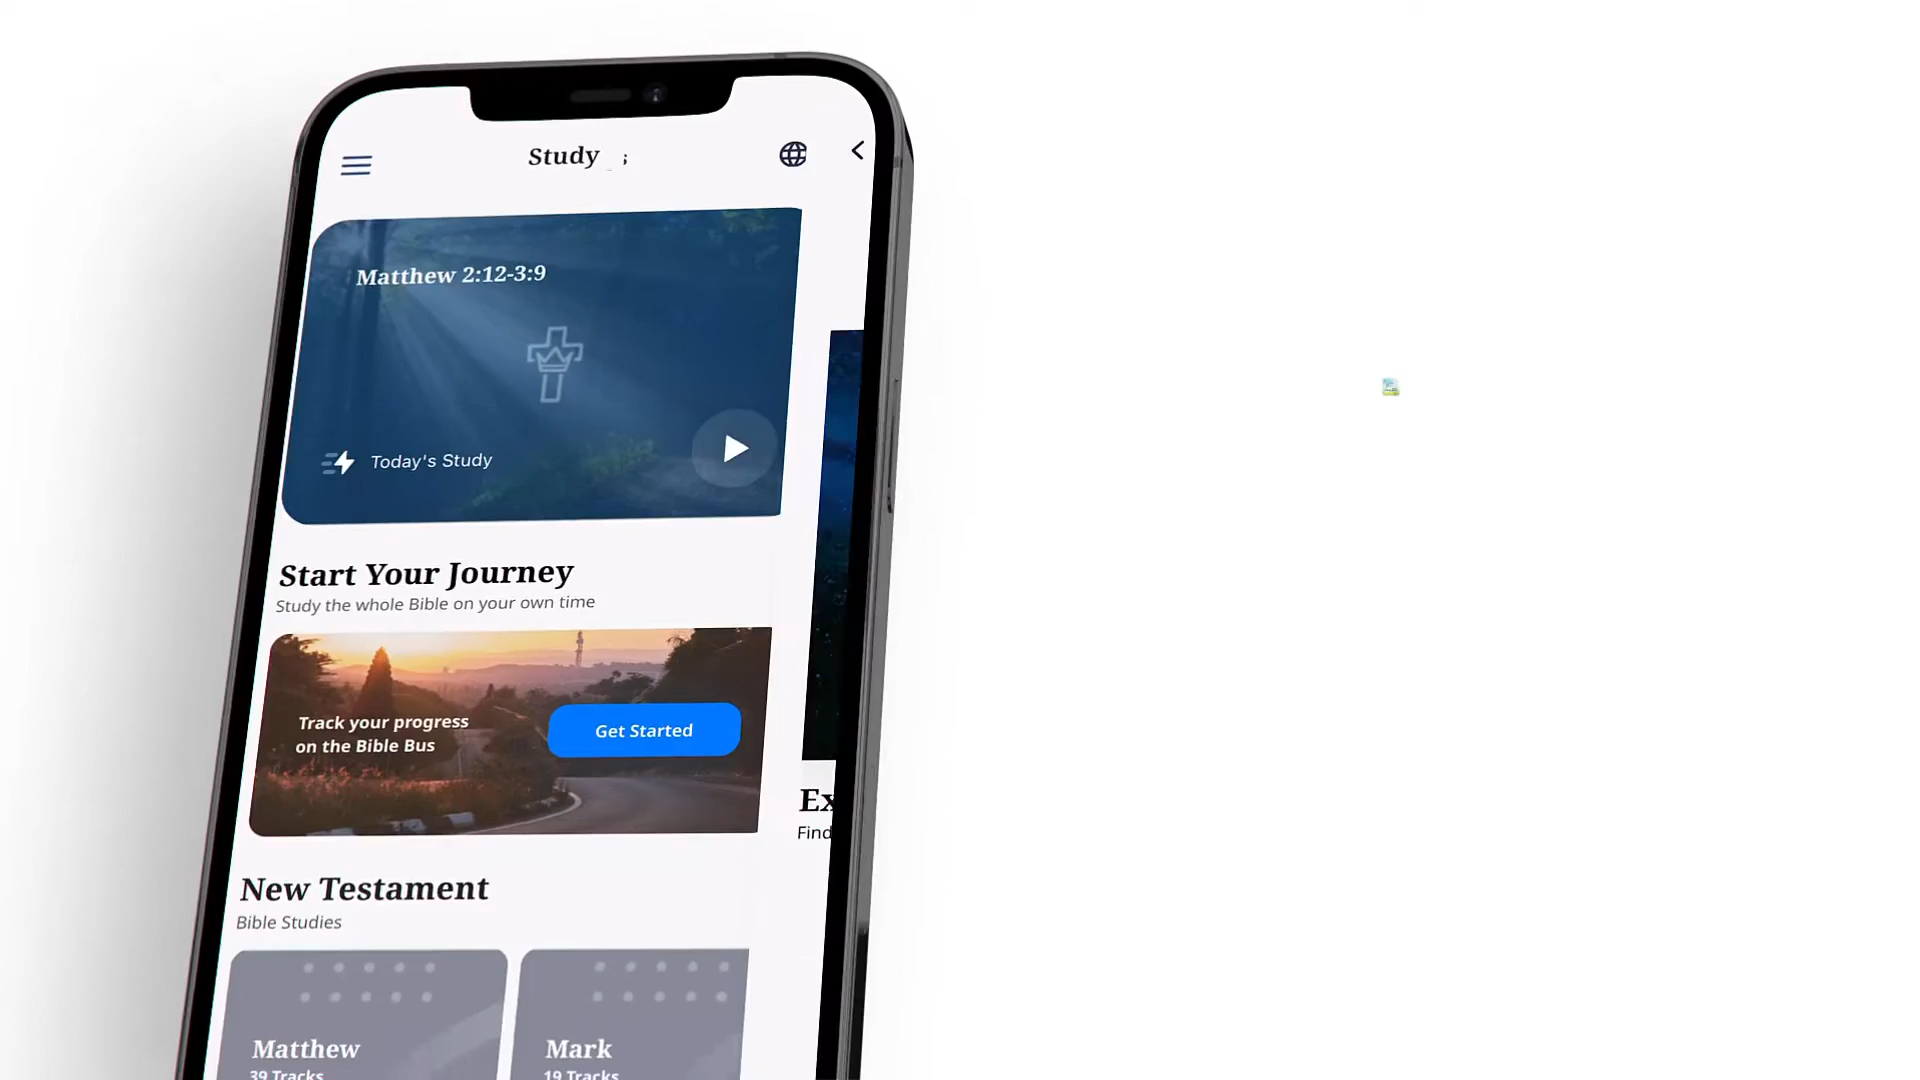 Study
Matthew 2:12-3:9
Today's Study
Start Your Journey
Study the whole Bible on your own time
Track your progress
on the Bible Bus
Get Started
New Testament
Bible Studies
Matthew
39 Tracks
Mark
19 Tracks
Find